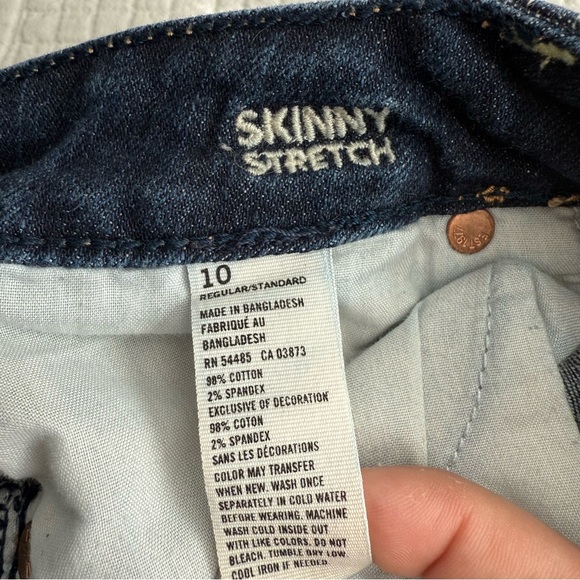 SKINNY
STRETCH
EST 1977
10
REGULAR/STANDARD
MADE IN BANGLADESH
FABRIQUÉ AU
BANGLADESH
RN 54485 CA 03873
98% COTTON
2% SPANDEX
EXCLUSIVE OF DECORATION
98% COTON
2% SPANDEX
SANS LES DÉCORATIONS
COLOR MAY TRANSFER
WHEN NEW. WASH ONCE
SEPARATELY IN COLD WATER
BEFORE WEARING. MACHINE
WASH COLD INSIDE OUT
WITH LIKE COLORS. DO NOT
BLEACH. TUMBLE DRY LOW.
COOL IRON IF NEEDED.